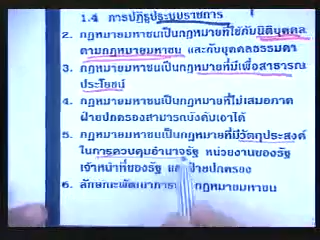 1.4 การปฏิรูประบบราชการ
2. กฎหมายมหาชนเป็นกฎหมายที่ใช้กับนิติบุคคล
ตามกฎหมายมหาชน และกับบุคคลธรรมดา
3. กฎหมายมหาชนเป็นกฎหมายที่มีเพื่อสาธารณ
ประโยชน์
4. กฎหมายมหาชนเป็นกฎหมายที่ไม่เสมอภาค
ฝ่ายปกครองสามารถบังคับเอาได้
5. กฎหมายมหาชนเป็นกฎหมายที่มีวัตถุประสงค์
ในการควบคุมอำนาจรัฐ หน่วยงานของรัฐ
เจ้าหน้าที่ของรัฐ และฝ่ายปกครอง
6. ลักษณะพัฒนาการ กฎหมายมหาชน